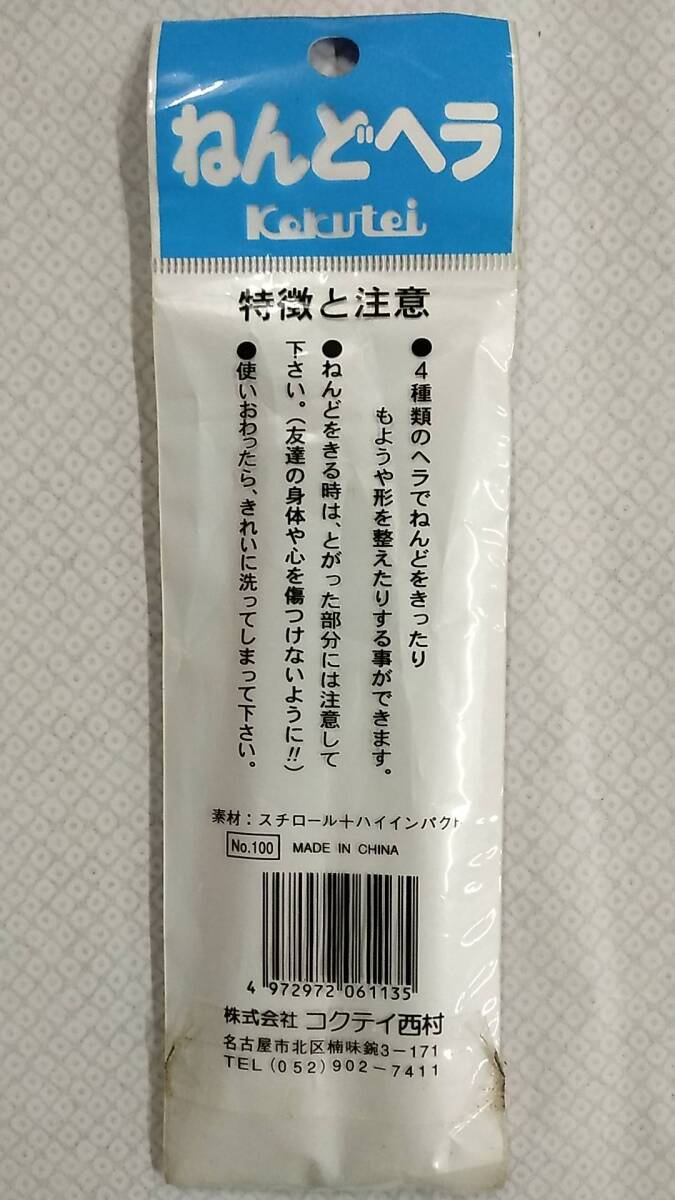 ねんどヘラ
Kokutei
特徴と注意
●4種類のヘラでねんどをきったり
もようや形を整えたりする事ができます。
●ねんどをきる時は、とがった部分には注意して
下さい。(友達の身体や心を傷つけないように!!)
●使いおわったら、きれいに洗ってしまって下さい。
素材：スチロール＋ハイインパクト
No.100
MADE IN CHINA
4 972972 061135
株式会社 コクテイ西村
名古屋市北区楠味鋺3-171
TEL(052)902-7411